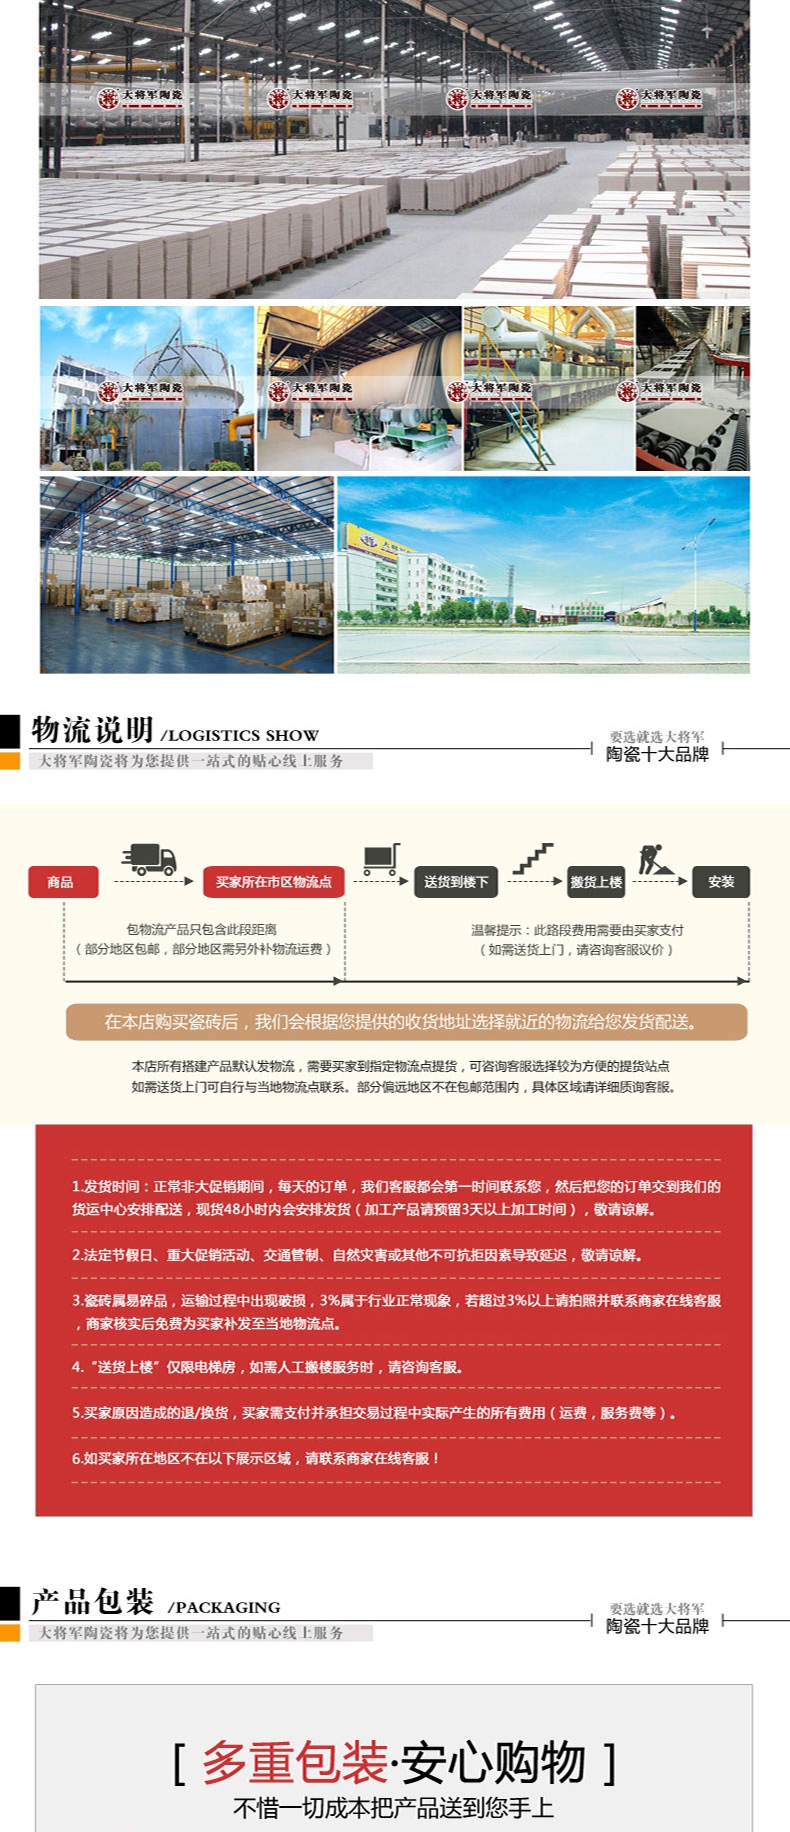 大将军陶瓷 大将军陶瓷 大将军陶瓷 大将军陶瓷
大将军陶瓷 大将军陶瓷 大将军陶瓷 大将军陶瓷
物流说明 /LOGISTICS SHOW
大将军陶瓷将为您提供一站式的贴心线上服务
要选就选大将军
陶瓷十大品牌
商品 买家所在市区物流点 送货到楼下 搬货上楼 安装
包物流产品只包含此段距离
（部分地区包邮，部分地区需另外补物流运费）
温馨提示：此路段费用需要由买家支付
（如需送货上门，请咨询客服议价）
在本店购买瓷砖后，我们会根据您提供的收货地址选择就近的物流给您发货配送。
本店所有搭建产品默认发物流，需要买家到指定物流点提货，可咨询客服选择较为方便的提货站点
如需送货上门可自行与当地物流点联系。部分偏远地区不在包邮范围内，具体区域请详细质询客服。
1.发货时间：正常非大促销期间，每天的订单，我们客服都会第一时间联系您，然后把您的订单交到我们的
货运中心安排配送，现货48小时内会安排发货（加工产品请预留3天以上加工时间），敬请谅解。
2.法定节假日、重大促销活动、交通管制、自然灾害或其他不可抗拒因素导致延迟，敬请谅解。
3.瓷砖属易碎品，运输过程中出现破损，3%属于行业正常现象，若超过3%以上请拍照并联系商家在线客服
，商家核实后免费为买家补发至当地物流点。
4.“送货上楼”仅限电梯房，如需人工搬楼服务时，请咨询客服。
5.买家原因造成的退/换货，买家需支付并承担交易过程中实际产生的所有费用（运费，服务费等）。
6.如买家所在地区不在以下展示区域，请联系商家在线客服！
产品包装 /PACKAGING
大将军陶瓷将为您提供一站式的贴心线上服务
要选就选大将军
陶瓷十大品牌
[ 多重包装·安心购物 ]
不惜一切成本把产品送到您手上